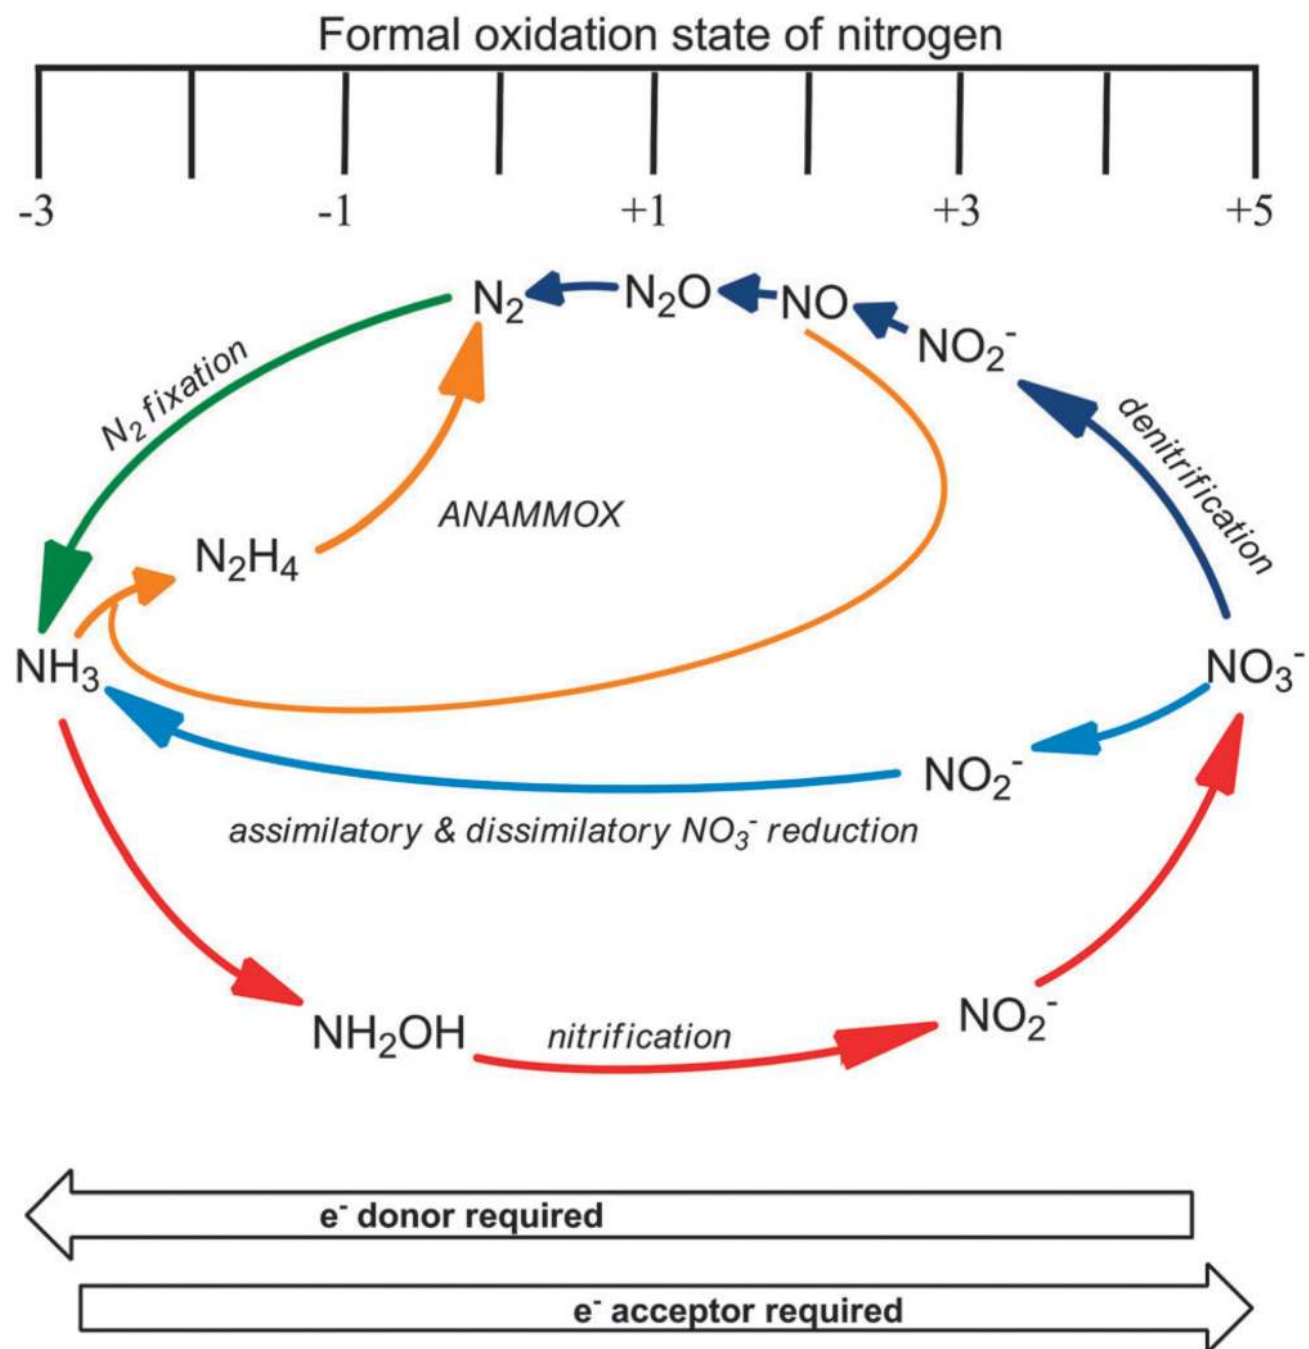 Formal oxidation state of nitrogen
-3 -1 +1 +3 +5
N₂ N₂O NO NO₂⁻
N₂ fixation
denitrification
ANAMMOX
N₂H₄
NH₃ NO₃⁻
NO₂⁻
assimilatory & dissimilatory NO₃⁻ reduction
NH₂OH nitrification NO₂⁻
e⁻ donor required
e⁻ acceptor required